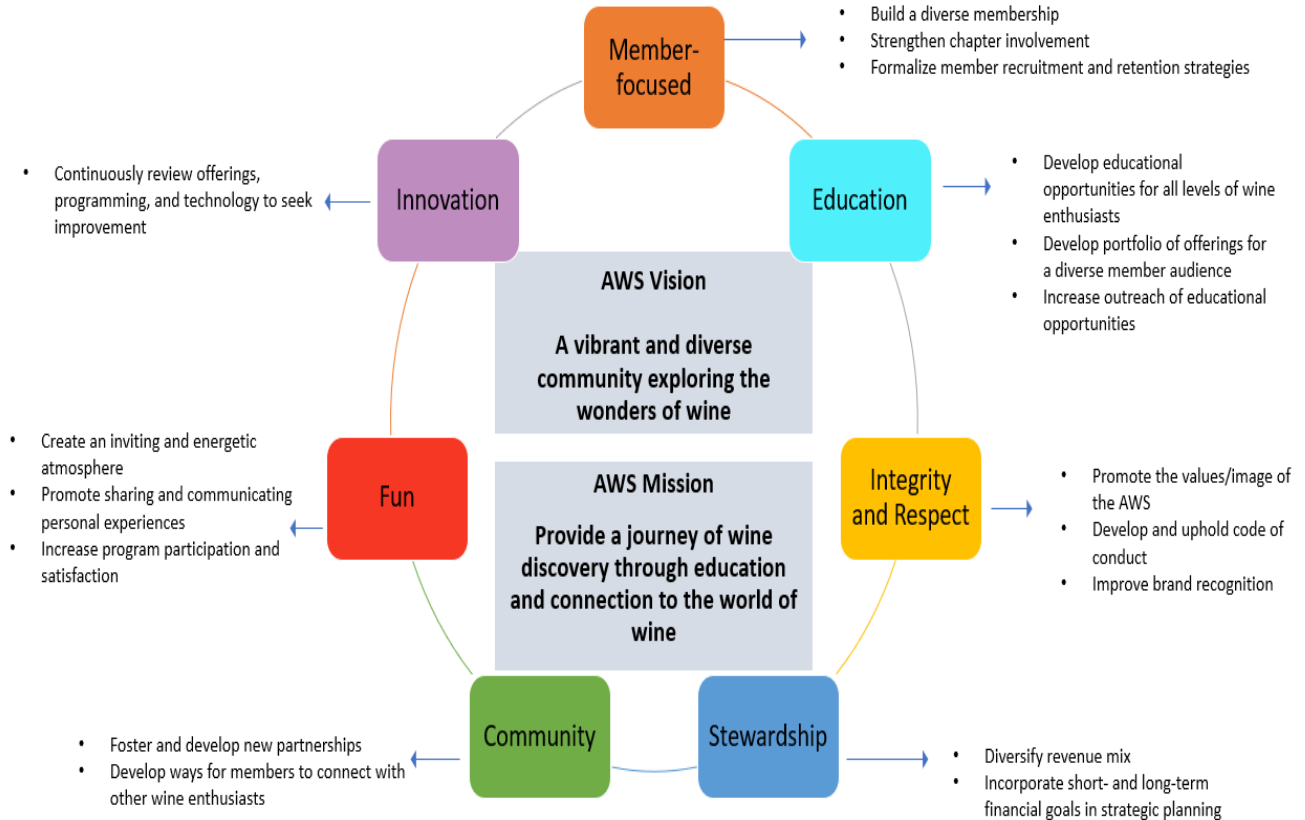 Member-
focused
• Build a diverse membership
• Strengthen chapter involvement
• Formalize member recruitment and retention strategies
Education
• Develop educational
opportunities for all levels of wine
enthusiasts
• Develop portfolio of offerings for
a diverse member audience
• Increase outreach of educational
opportunities
Integrity
and Respect
• Promote the values/image of
the AWS
• Develop and uphold code of
conduct
• Improve brand recognition
Stewardship
• Diversify revenue mix
• Incorporate short- and long-term
financial goals in strategic planning
Community
• Foster and develop new partnerships
• Develop ways for members to connect with
other wine enthusiasts
Fun
• Create an inviting and energetic
atmosphere
• Promote sharing and communicating
personal experiences
• Increase program participation and
satisfaction
Innovation
• Continuously review offerings,
programming, and technology to seek
improvement
AWS Vision
A vibrant and diverse
community exploring the
wonders of wine
AWS Mission
Provide a journey of wine
discovery through education
and connection to the world of
wine